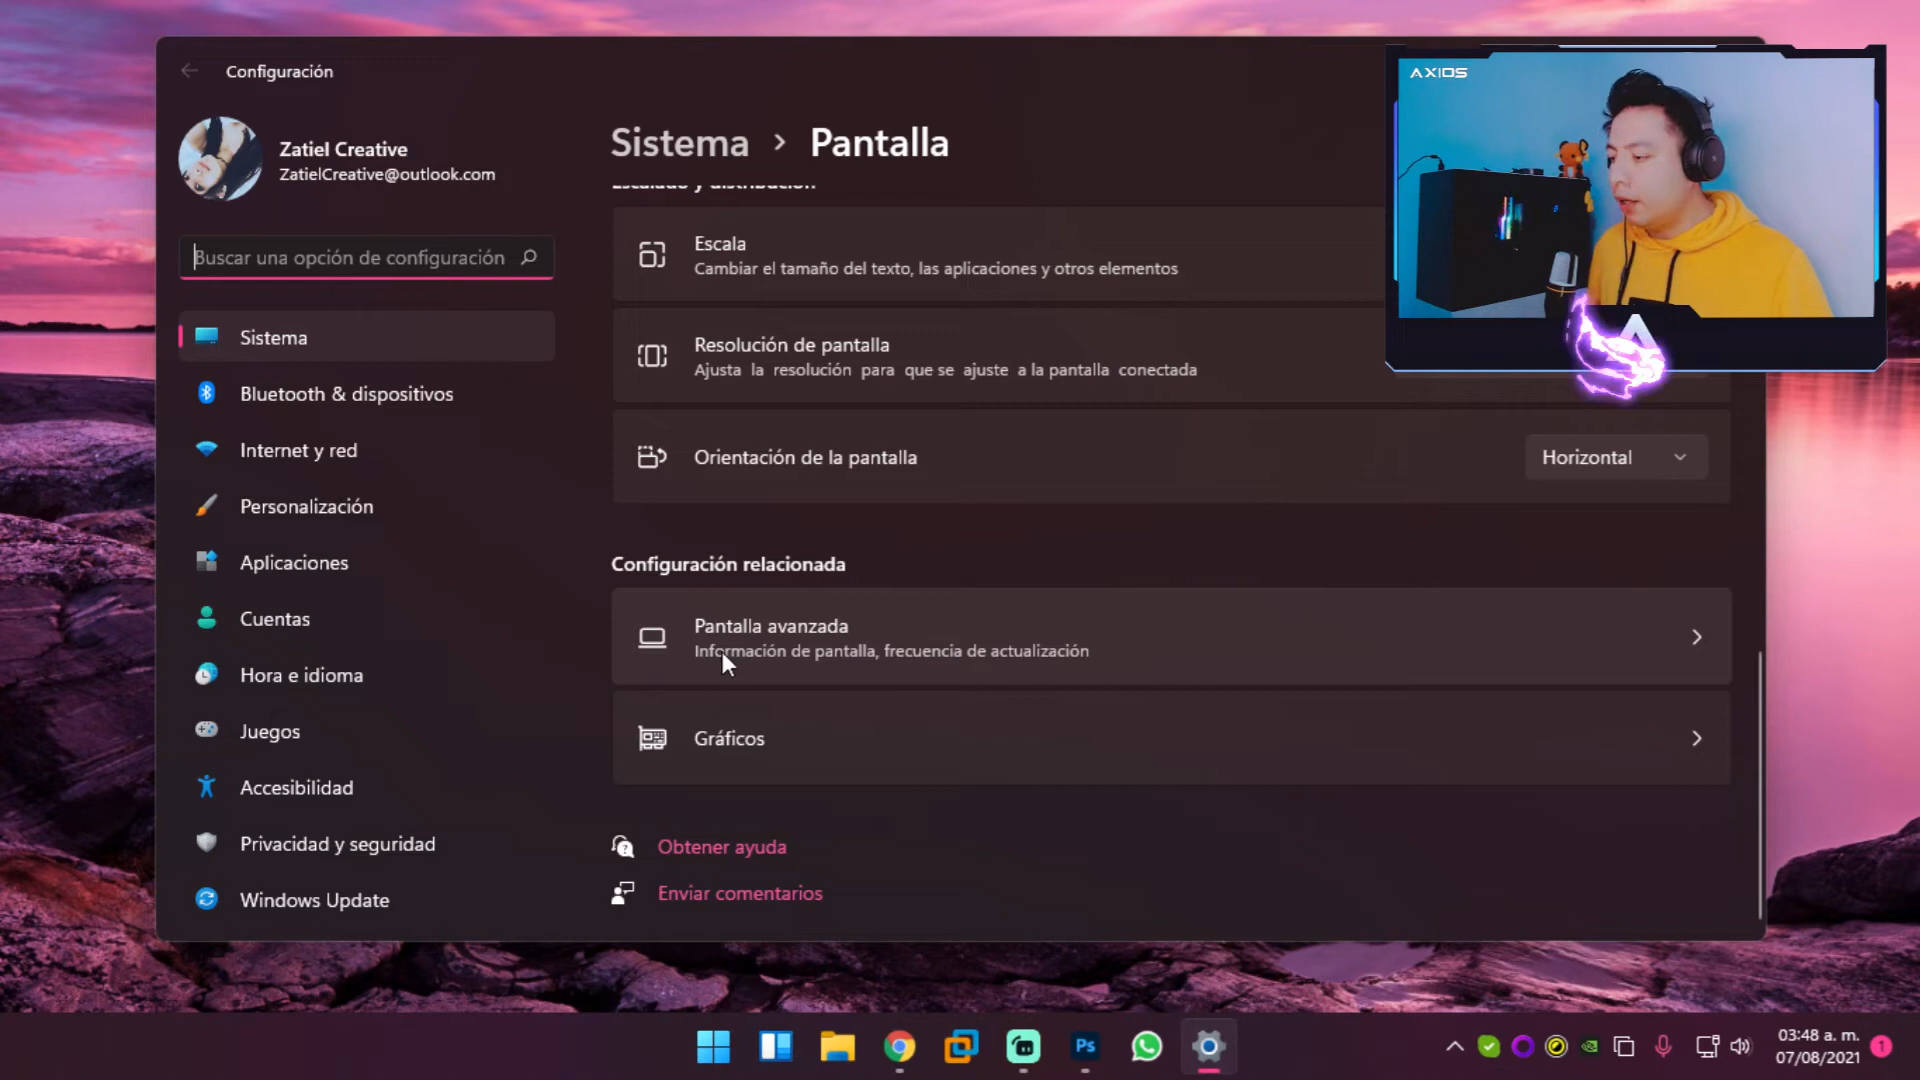 Configuración
AXIOS
Zatiel Creative
ZatielCreative@outlook.com
Sistema > Pantalla
Buscar una opción de configuración
Escalado y distribución
Escala
Cambiar el tamaño del texto, las aplicaciones y otros elementos
Resolución de pantalla
Ajusta la resolución para que se ajuste a la pantalla conectada
Orientación de la pantalla
Horizontal
Configuración relacionada
Pantalla avanzada
Información de pantalla, frecuencia de actualización
Gráficos
Obtener ayuda
Enviar comentarios
Sistema
Bluetooth & dispositivos
Internet y red
Personalización
Aplicaciones
Cuentas
Hora e idioma
Juegos
Accesibilidad
Privacidad y seguridad
Windows Update
Ps
03:48 a. m.
07/08/2021
1